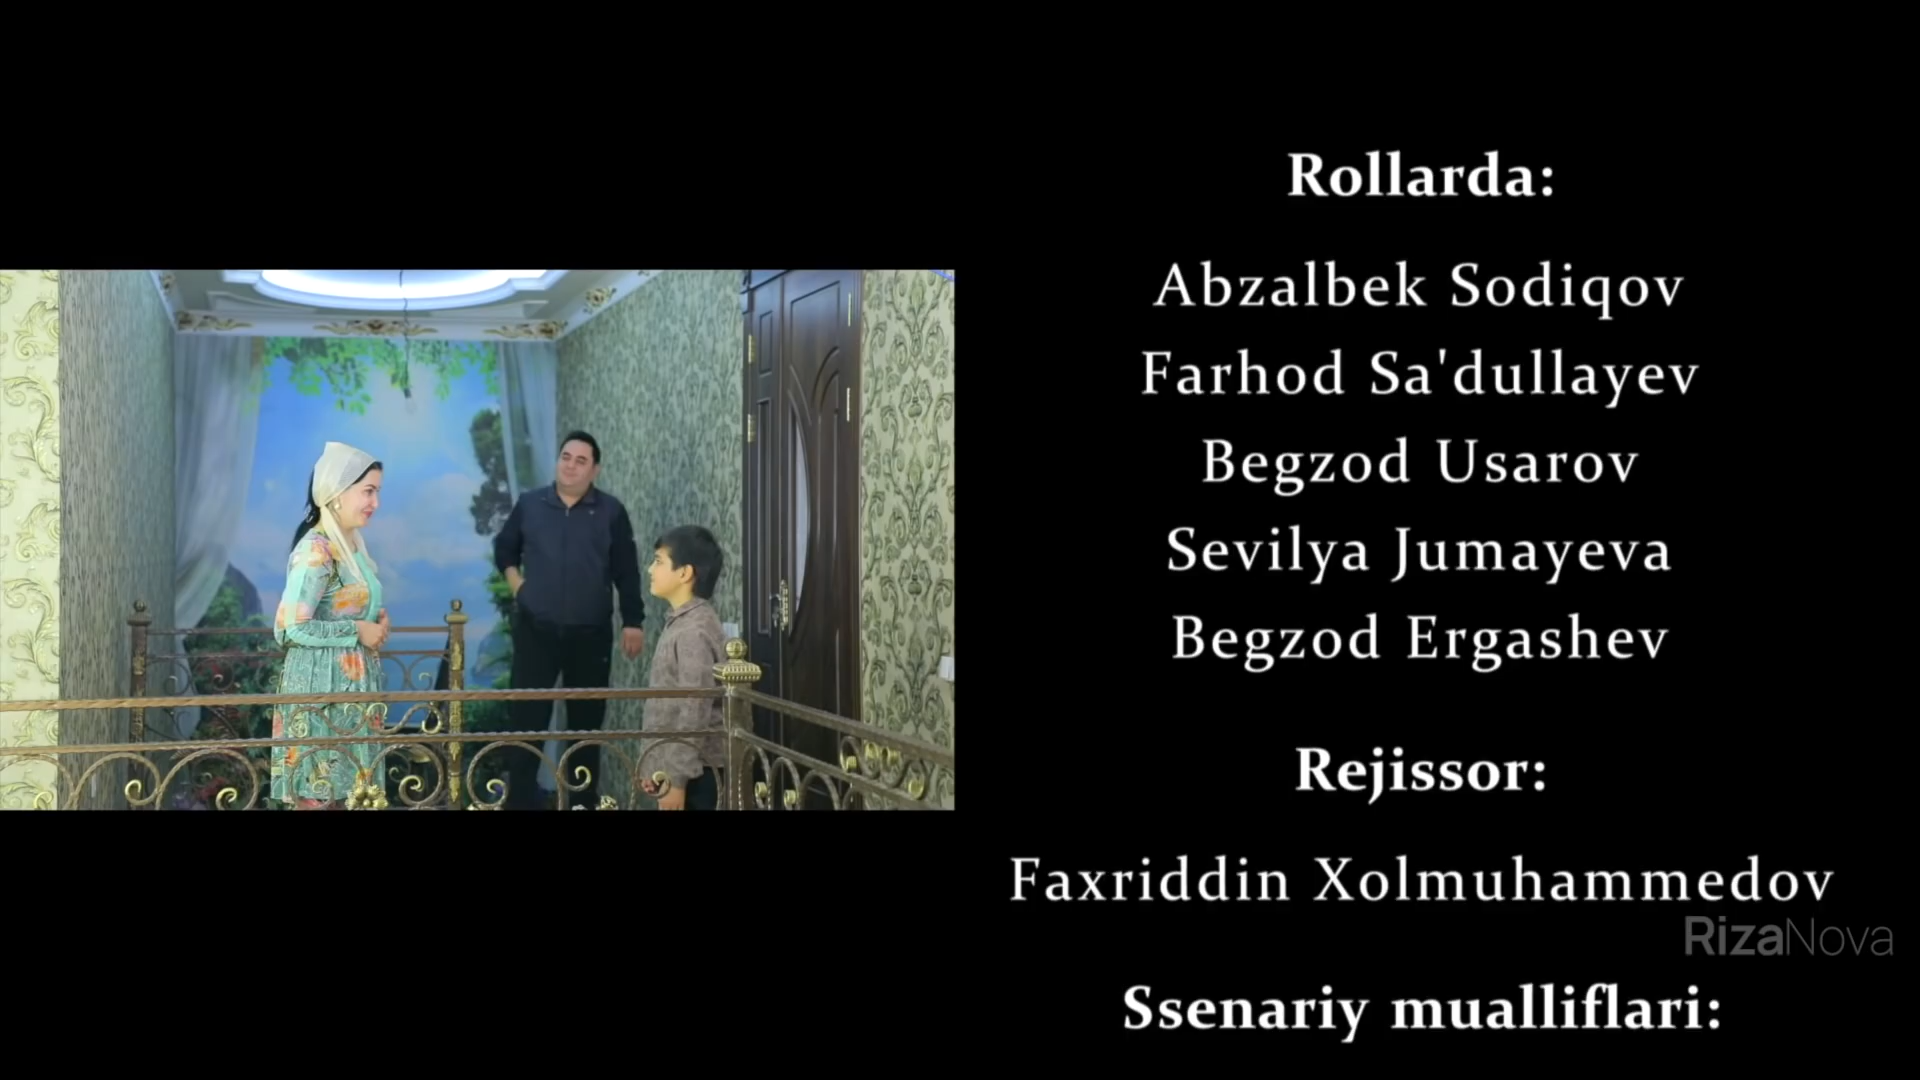 Rollarda:
Abzalbek Sodiqov
Farhod Sa'dullayev
Begzod Usarov
Sevilya Jumayeva
Begzod Ergashev
Rejissor:
Faxriddin Xolmuhammedov
RizaNova
Ssenariy mualliflari: